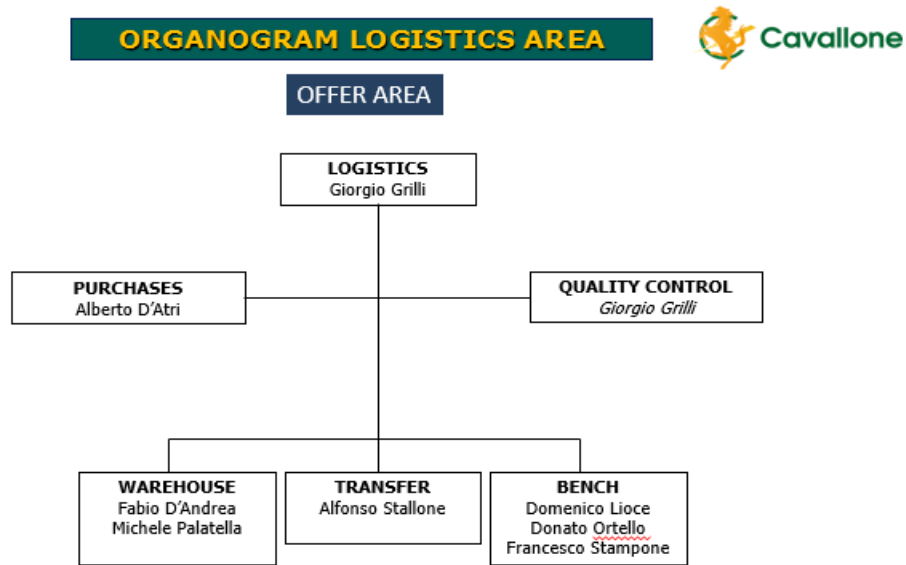 ORGANOGRAM LOGISTICS AREA
Cavallone
OFFER AREA
LOGISTICS
Giorgio Grilli
PURCHASES
Alberto D'Atri
QUALITY CONTROL
Giorgio Grilli
WAREHOUSE
Fabio D'Andrea
Michele Palatella
TRANSFER
Alfonso Stallone
BENCH
Domenico Lioce
Donato Ortello
Francesco Stampone